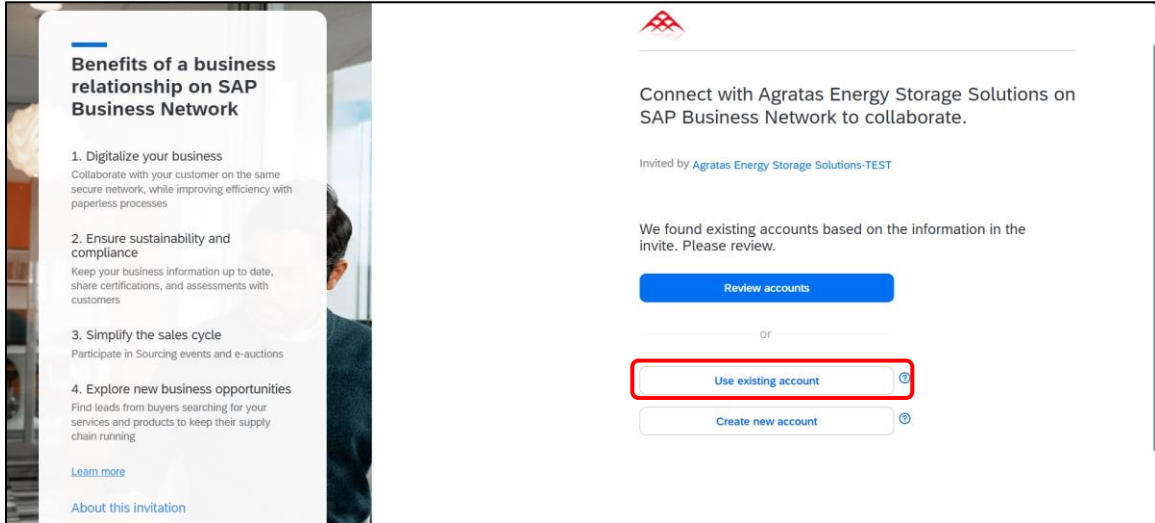 Benefits of a business
relationship on SAP
Business Network
1. Digitalize your business
Collaborate with your customer on the same
secure network, while improving efficiency with
paperless processes
2. Ensure sustainability and
compliance
Keep your business information up to date,
share certifications, and assessments with
customers
3. Simplify the sales cycle
Participate in Sourcing events and e-auctions
4. Explore new business opportunities
Find leads from buyers searching for your
services and products to keep their supply
chain running
Learn more
About this invitation
Connect with Agratas Energy Storage Solutions on
SAP Business Network to collaborate.
Invited by Agratas Energy Storage Solutions-TEST
We found existing accounts based on the information in the
invite. Please review.
Review accounts
or
Use existing account
Create new account